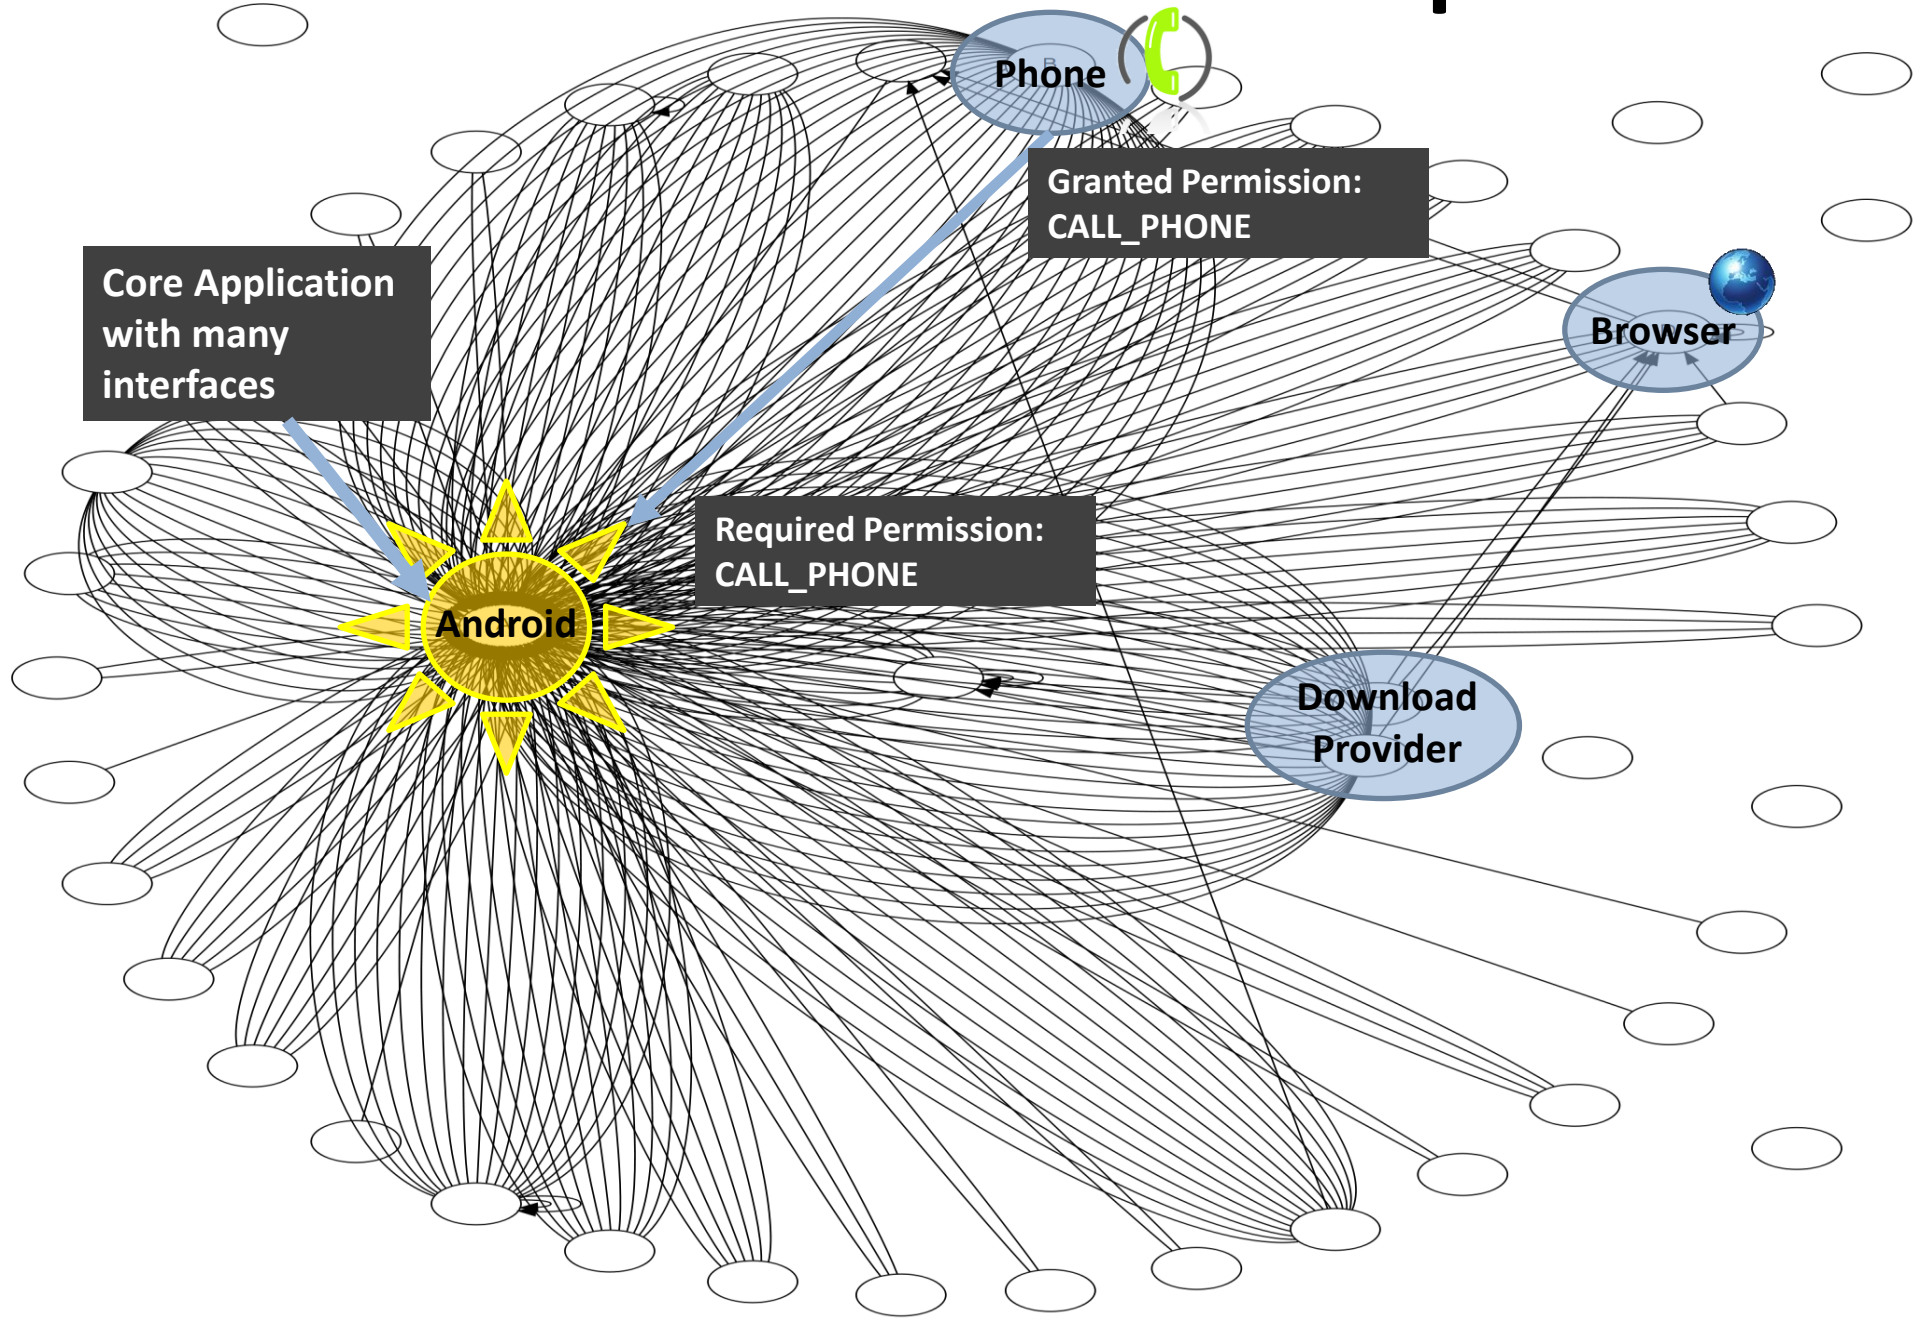 Phone
Granted Permission:
CALL_PHONE
Core Application
with many
interfaces
Browser
Required Permission:
CALL_PHONE
Android
Download
Provider